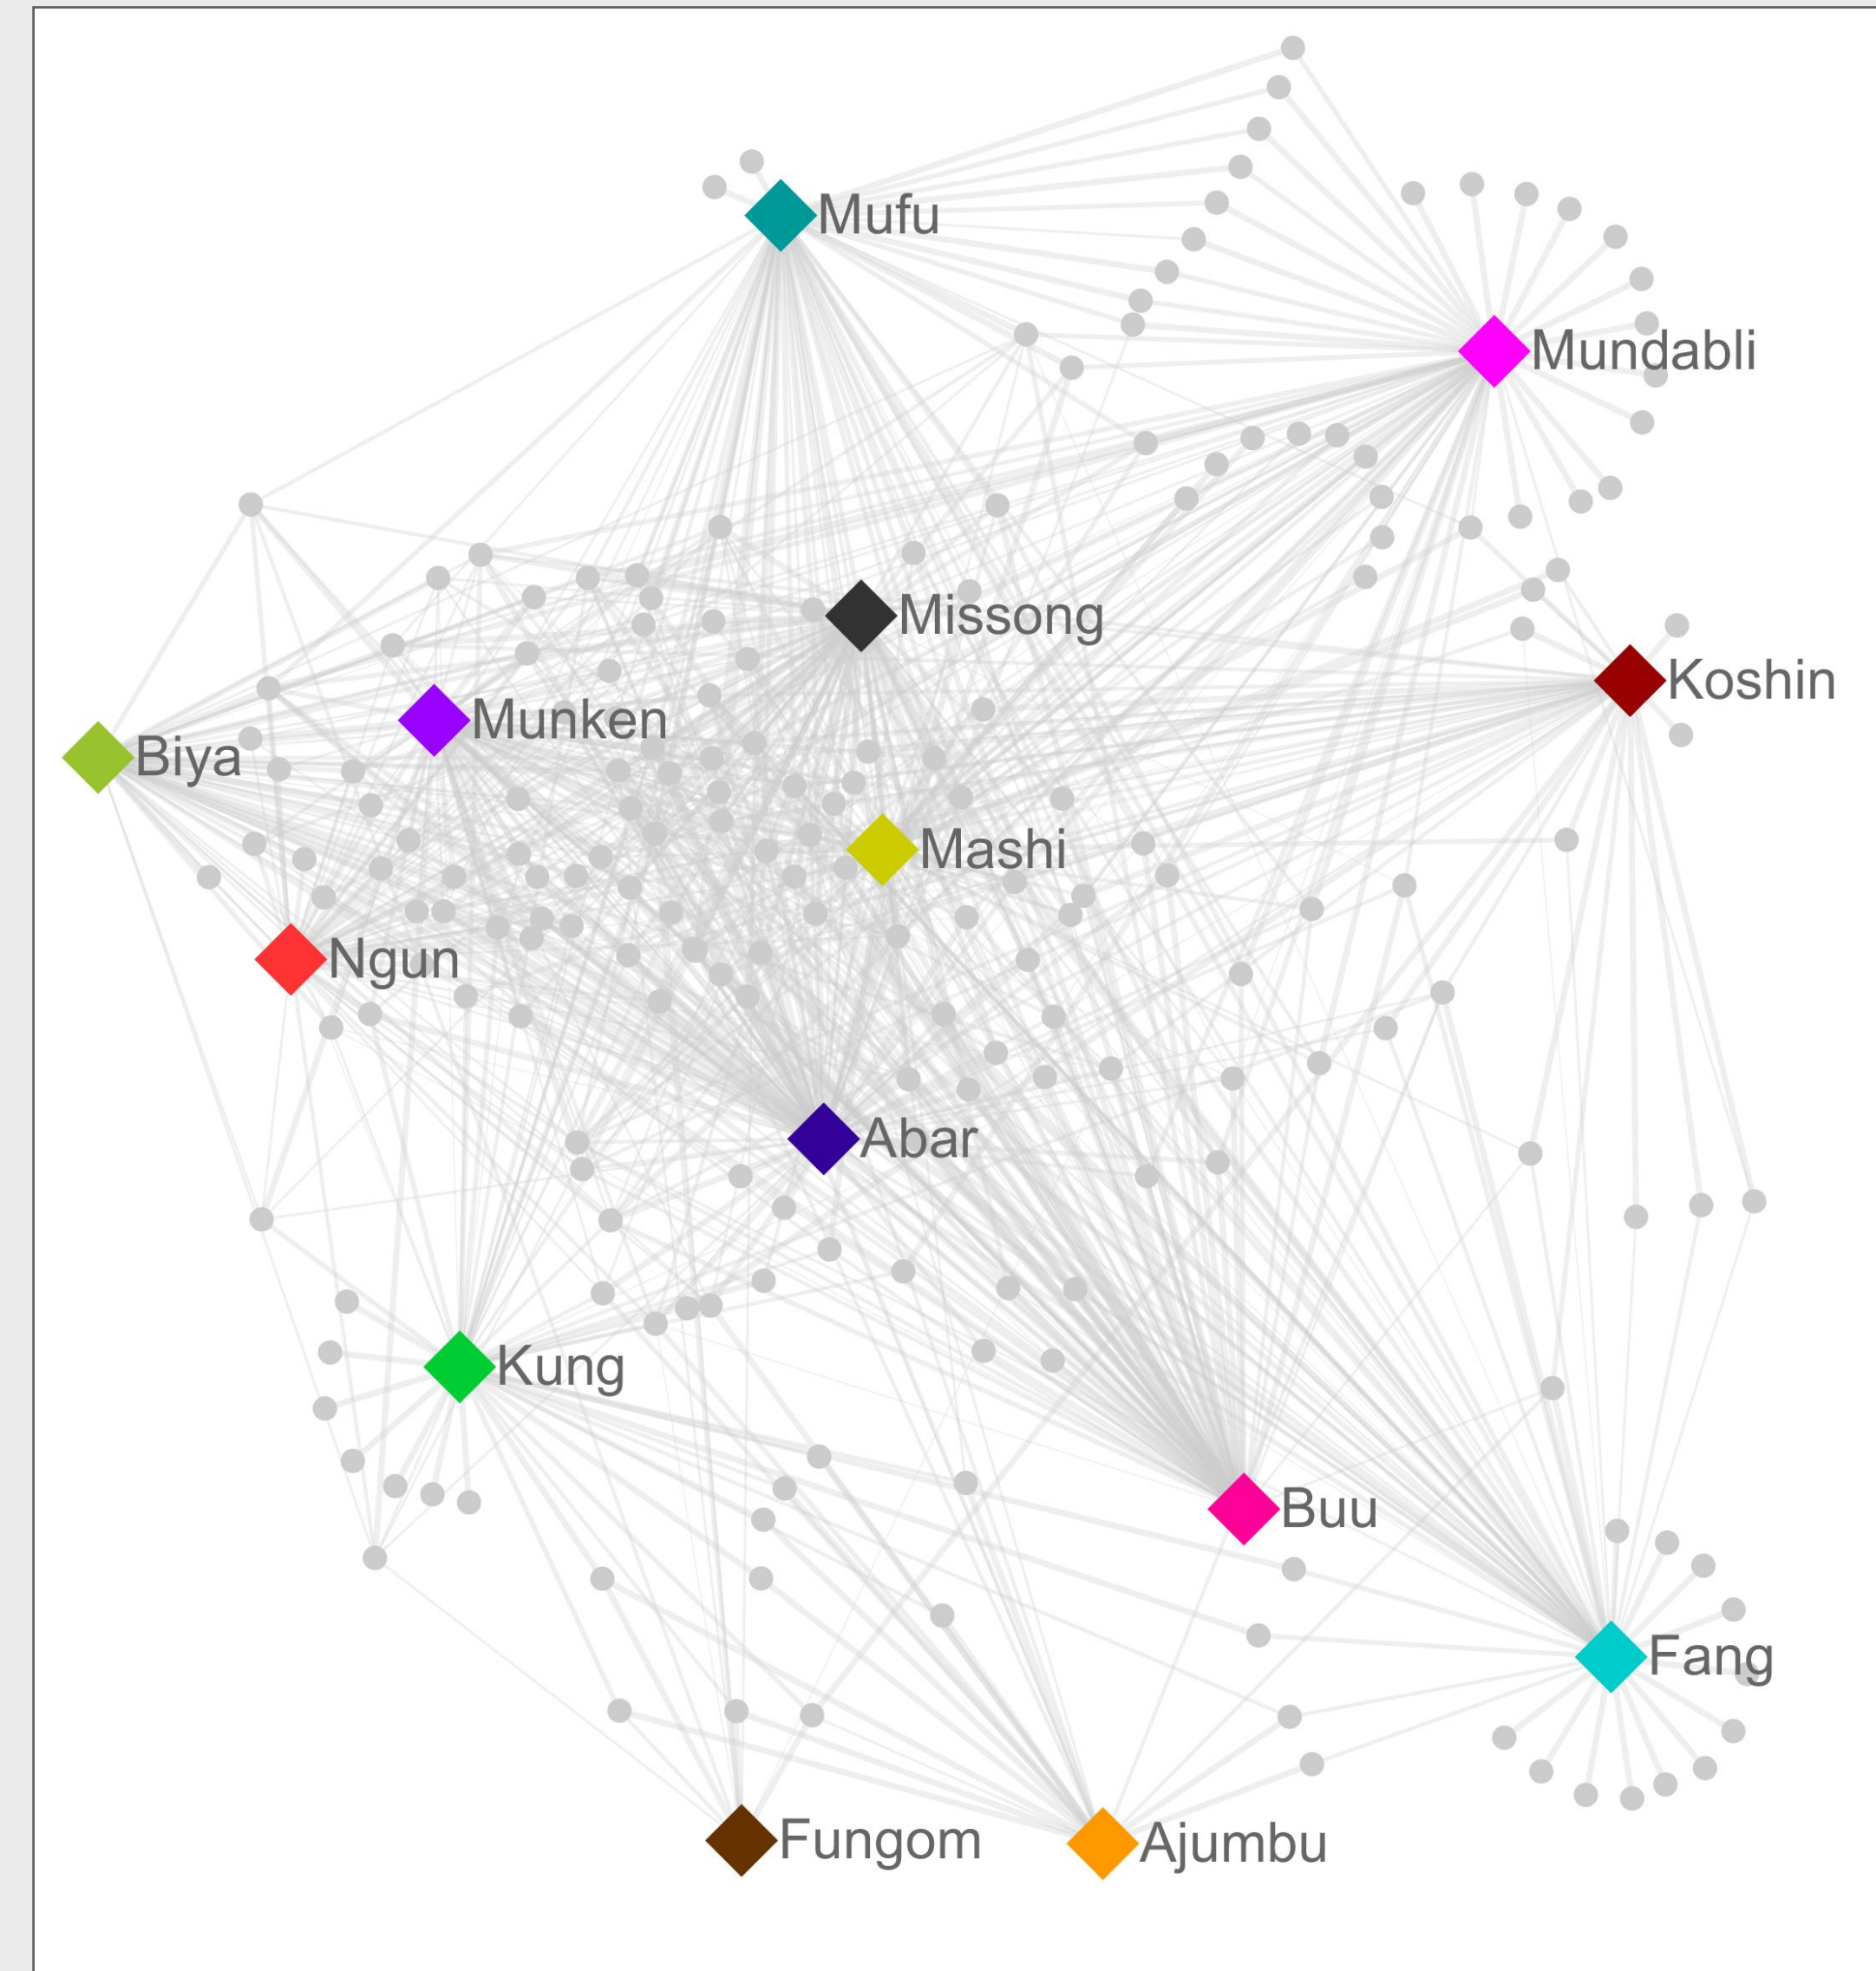 Mufu
Mundabli
Missong
Koshin
Munken
Biya
Mashi
Ngun
Abar
Kung
Buu
Fang
Fungom
Ajumbu